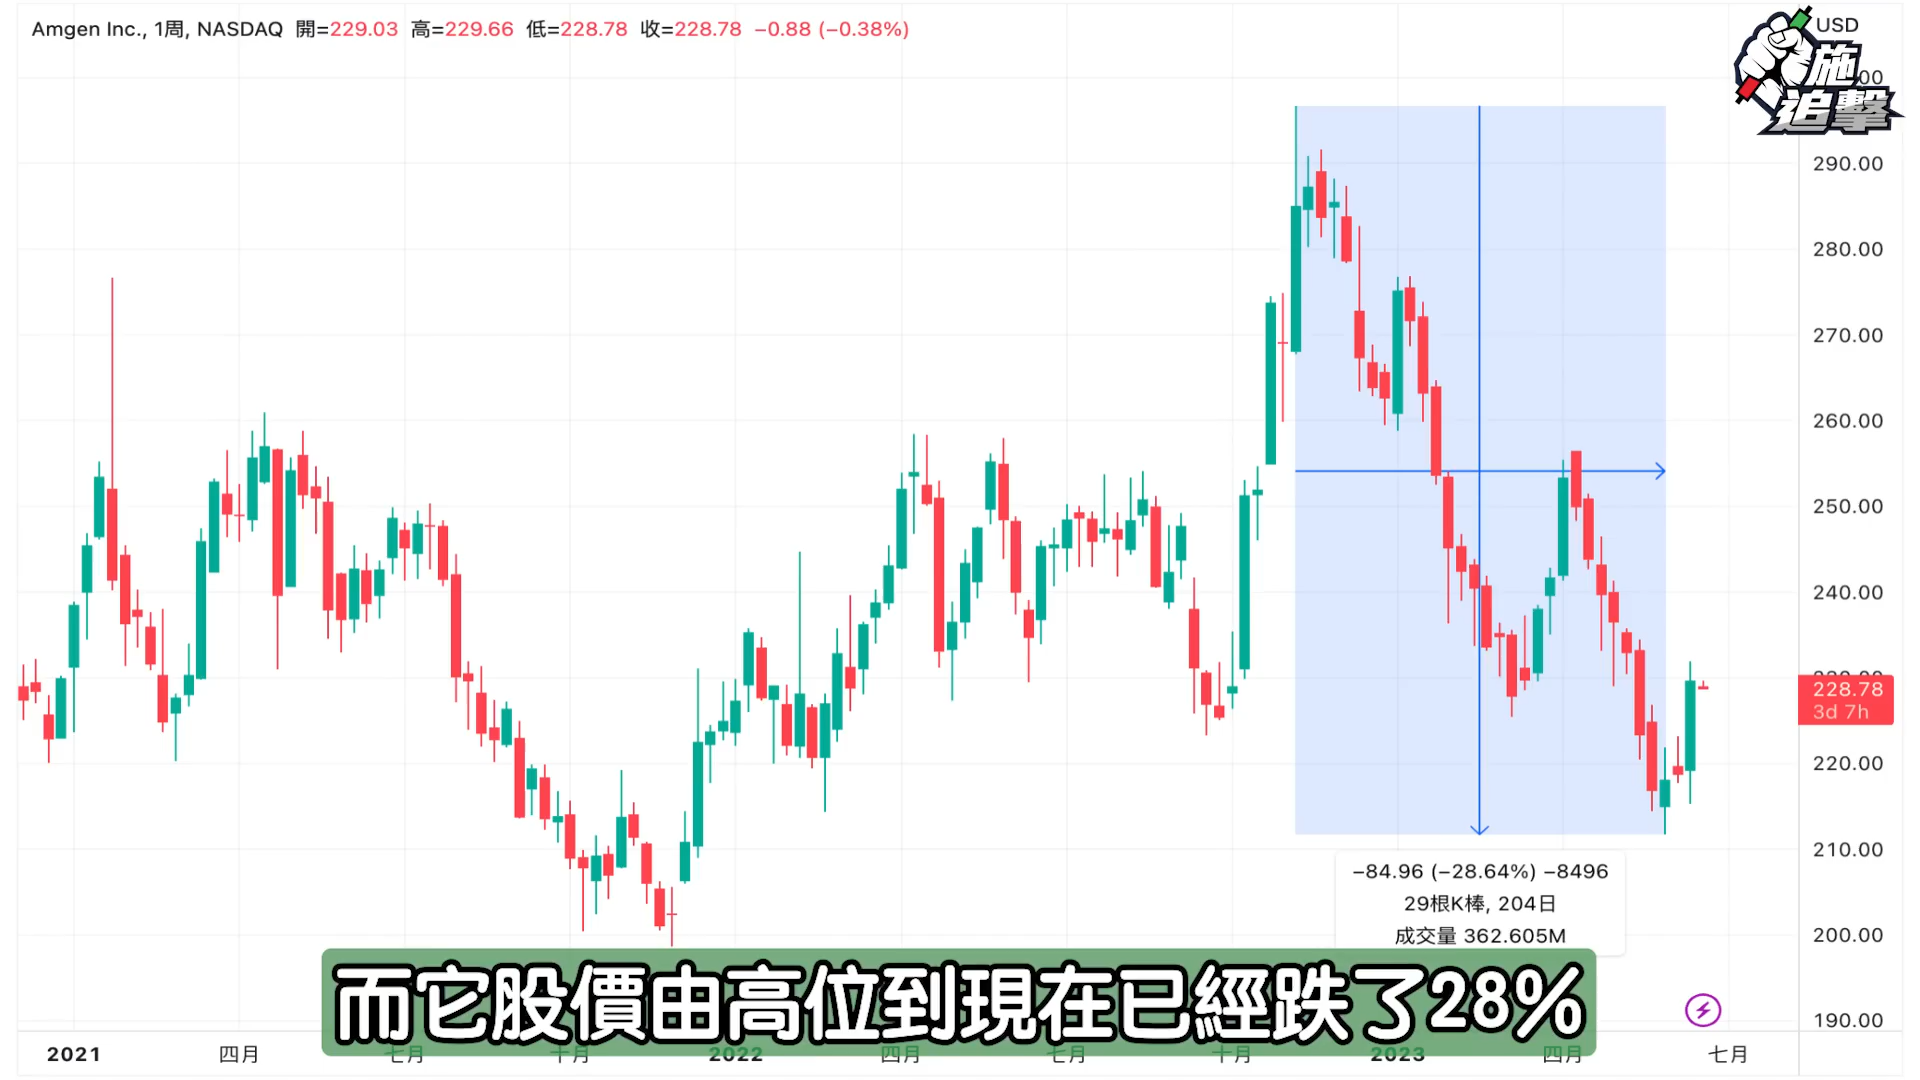 Amgen Inc., 1周, NASDAQ 開=229.03 高=229.66 低=228.78 收=228.78 −0.88 (−0.38%)
USD
施
追擊
290.00
280.00
270.00
260.00
250.00
240.00
228.78
3d 7h
220.00
210.00
200.00
190.00
−84.96 (−28.64%) −8496
29根K棒, 204日
成交量 362.605M
而它股價由高位到現在已經跌了28%
2021 四月 七月 十月 2022 四月 七月 十月 2023 四月 七月